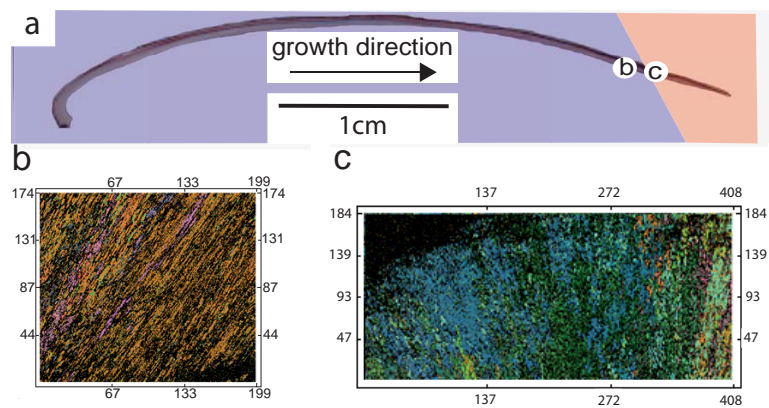 a
growth direction
b c
1cm
b
c
67 133 199
174 174
131 131
87 87
44 44
67 133 199
137 272 408
184 184
139 139
93 93
47 47
137 272 408